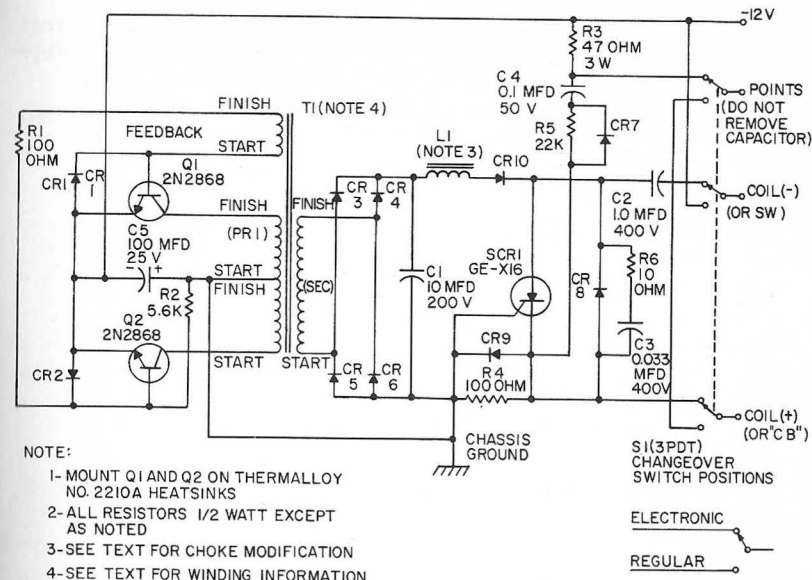 -12V
R3
47 OHM
3 W
C 4
0.1 MFD
50 V
POINTS
(DO NOT
REMOVE
CAPACITOR)
FINISH
T1 (NOTE 4)
R1
100
OHM
FEEDBACK
START
L1
(NOTE 3)
CR10
R5
22K
CR7
Q1
2N2868
CR1
CR
1
CR
3
CR
4
FINISH
FINISH
(PRI)
C5
100 MFD
25 V
+
START
FINISH
(SEC)
C1
10 MFD
200 V
SCR1
GE-X16
C2
1.0 MFD
400 V
COIL(-)
(OR SW)
R6
10
OHM
CR
8
R2
5.6K
Q2
2N2868
START
START
CR2
CR
5
CR
6
CR9
R4
100 OHM
C3
0.033
MFD
400V
COIL (+)
(OR"CB")
CHASSIS
GROUND
S1(3PDT)
CHANGEOVER
SWITCH POSITIONS
ELECTRONIC
REGULAR
NOTE:
1- MOUNT Q1 AND Q2 ON THERMALLOY
NO. 2210A HEATSINKS
2- ALL RESISTORS 1/2 WATT EXCEPT
AS NOTED
3- SEE TEXT FOR CHOKE MODIFICATION
4- SEE TEXT FOR WINDING INFORMATION